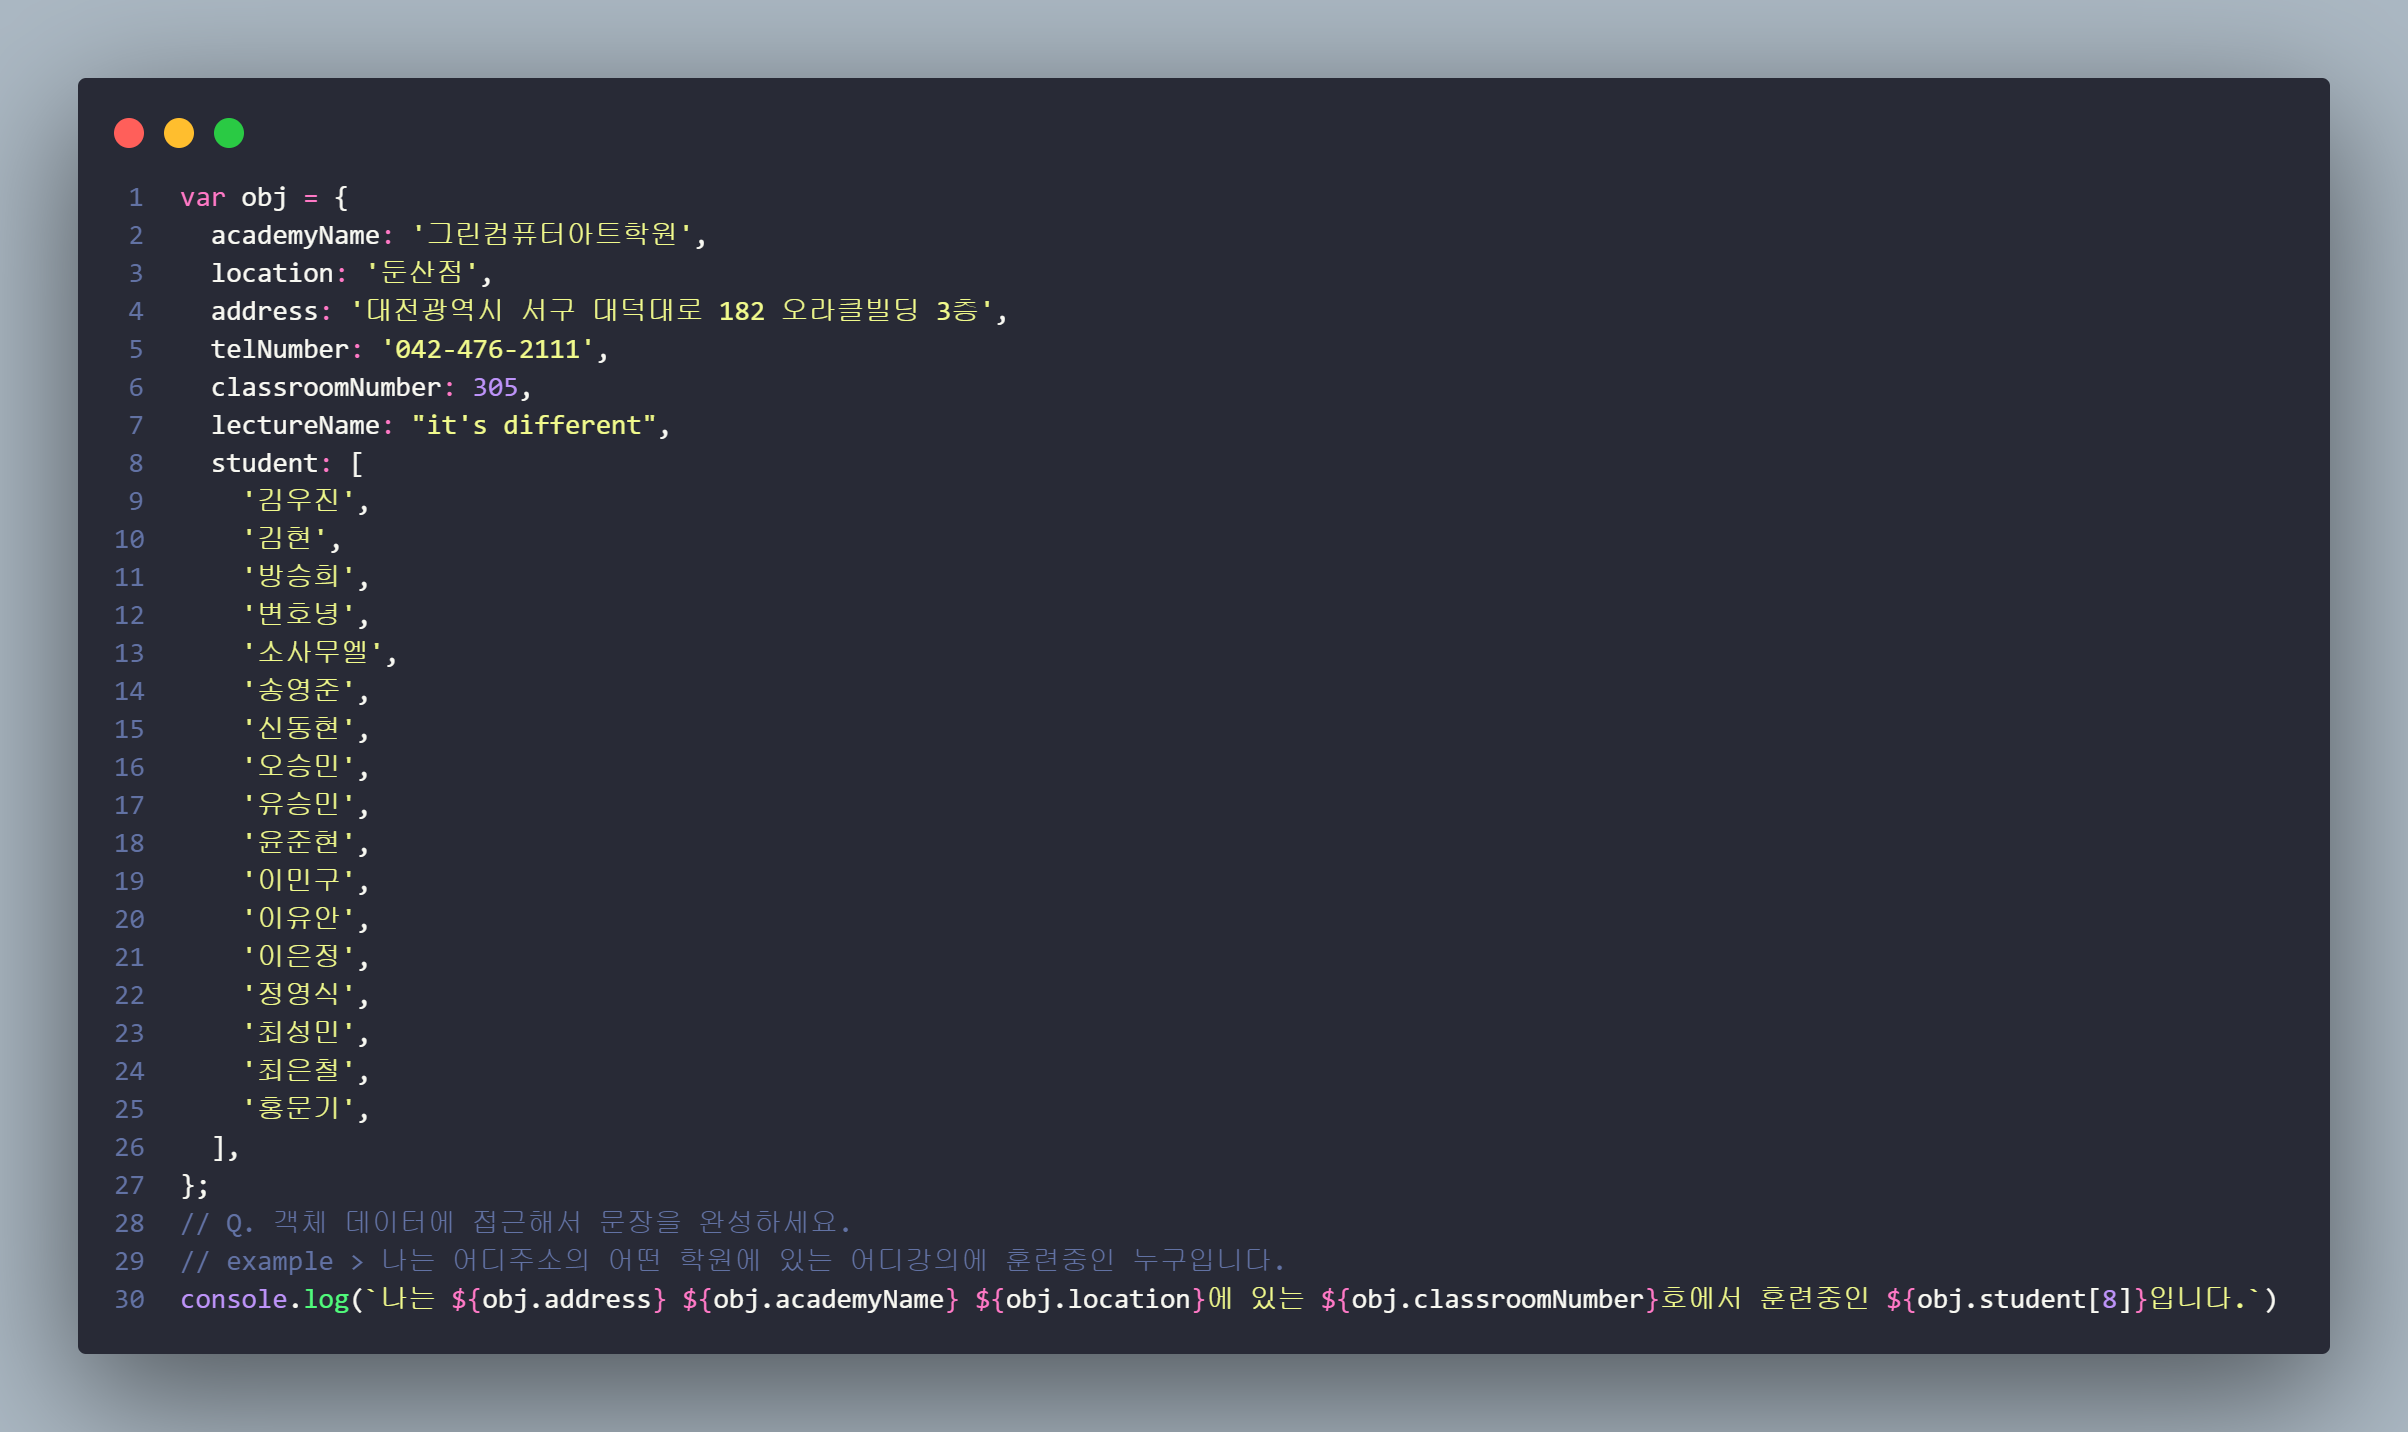 1 var obj = {
2 academyName: '그린컴퓨터아트학원',
3 location: '둔산점',
4 address: '대전광역시 서구 대덕대로 182 오라클빌딩 3층',
5 telNumber: '042-476-2111',
6 classroomNumber: 305,
7 lectureName: "it's different",
8 student: [
9 '김우진',
10 '김현',
11 '방승희',
12 '변호녕',
13 '소사무엘',
14 '송영준',
15 '신동현',
16 '오승민',
17 '유승민',
18 '윤준현',
19 '이민구',
20 '이유안',
21 '이은정',
22 '정영식',
23 '최성민',
24 '최은철',
25 '홍문기',
26 ],
27 };
28 // Q. 객체 데이터에 접근해서 문장을 완성하세요.
29 // example > 나는 어디주소의 어떤 학원에 있는 어디강의에 훈련중인 누구입니다.
30 console.log(`나는 ${obj.address} ${obj.academyName} ${obj.location}에 있는 ${obj.classroomNumber}호에서 훈련중인 ${obj.student[8]}입니다.`)